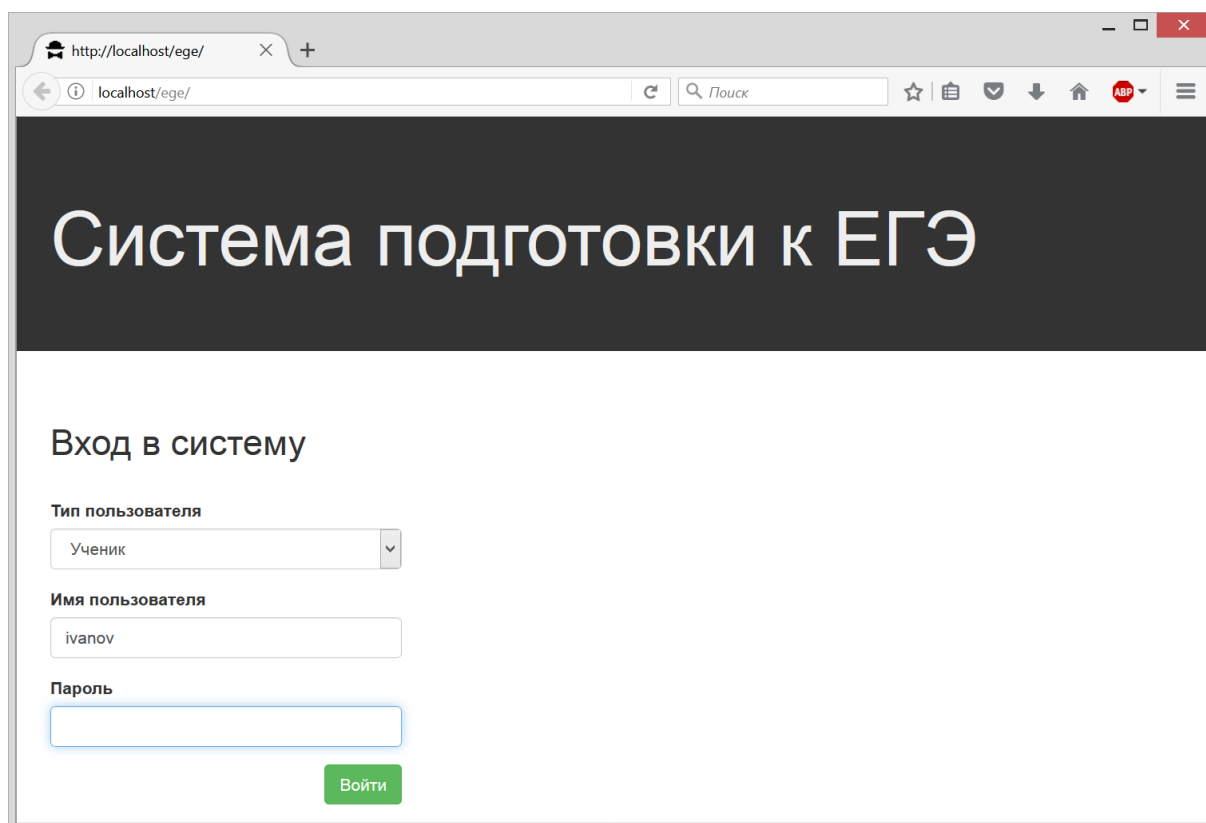 http://localhost/ege/
localhost/ege/
Поиск
ABP
Система подготовки к ЕГЭ
Вход в систему
Тип пользователя
Ученик
Имя пользователя
ivanov
Пароль
Войти